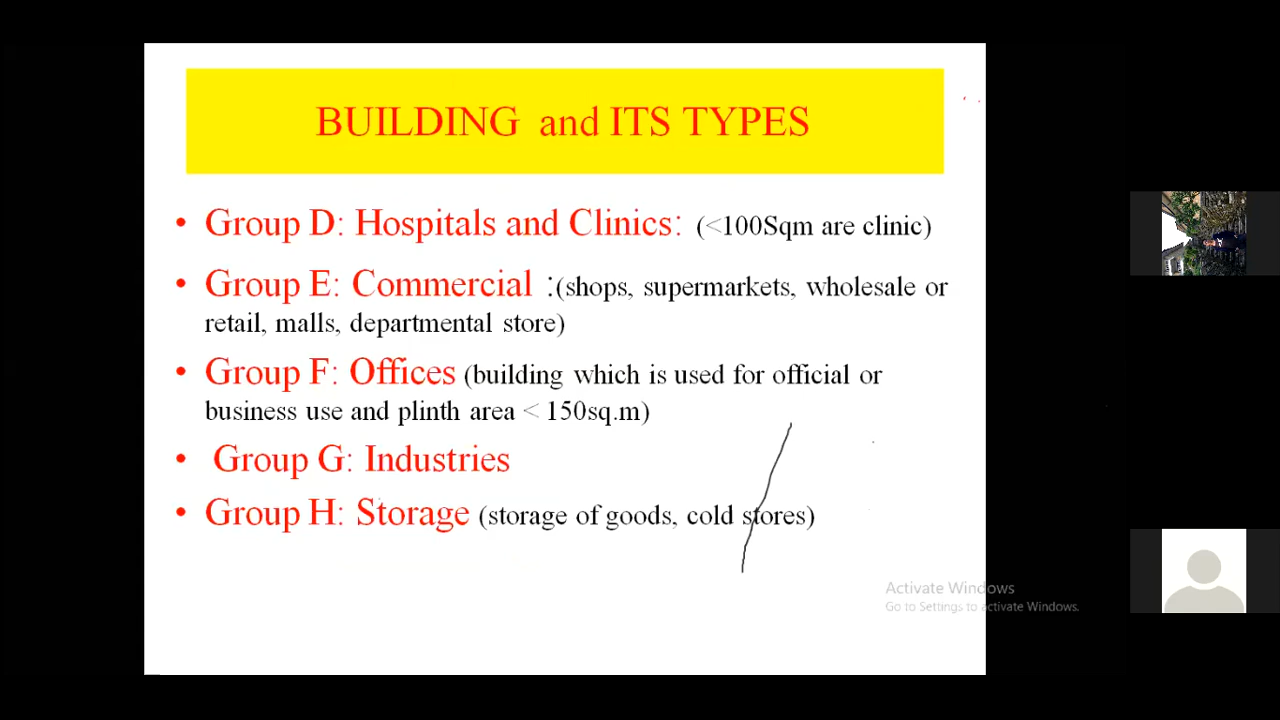 BUILDING and ITS TYPES
• Group D: Hospitals and Clinics: (<100Sqm are clinic)
• Group E: Commercial :(shops, supermarkets, wholesale or
retail, malls, departmental store)
• Group F: Offices (building which is used for official or
business use and plinth area < 150sq.m)
• Group G: Industries
• Group H: Storage (storage of goods, cold stores)
Activate Windows
Go to Settings to activate Windows.